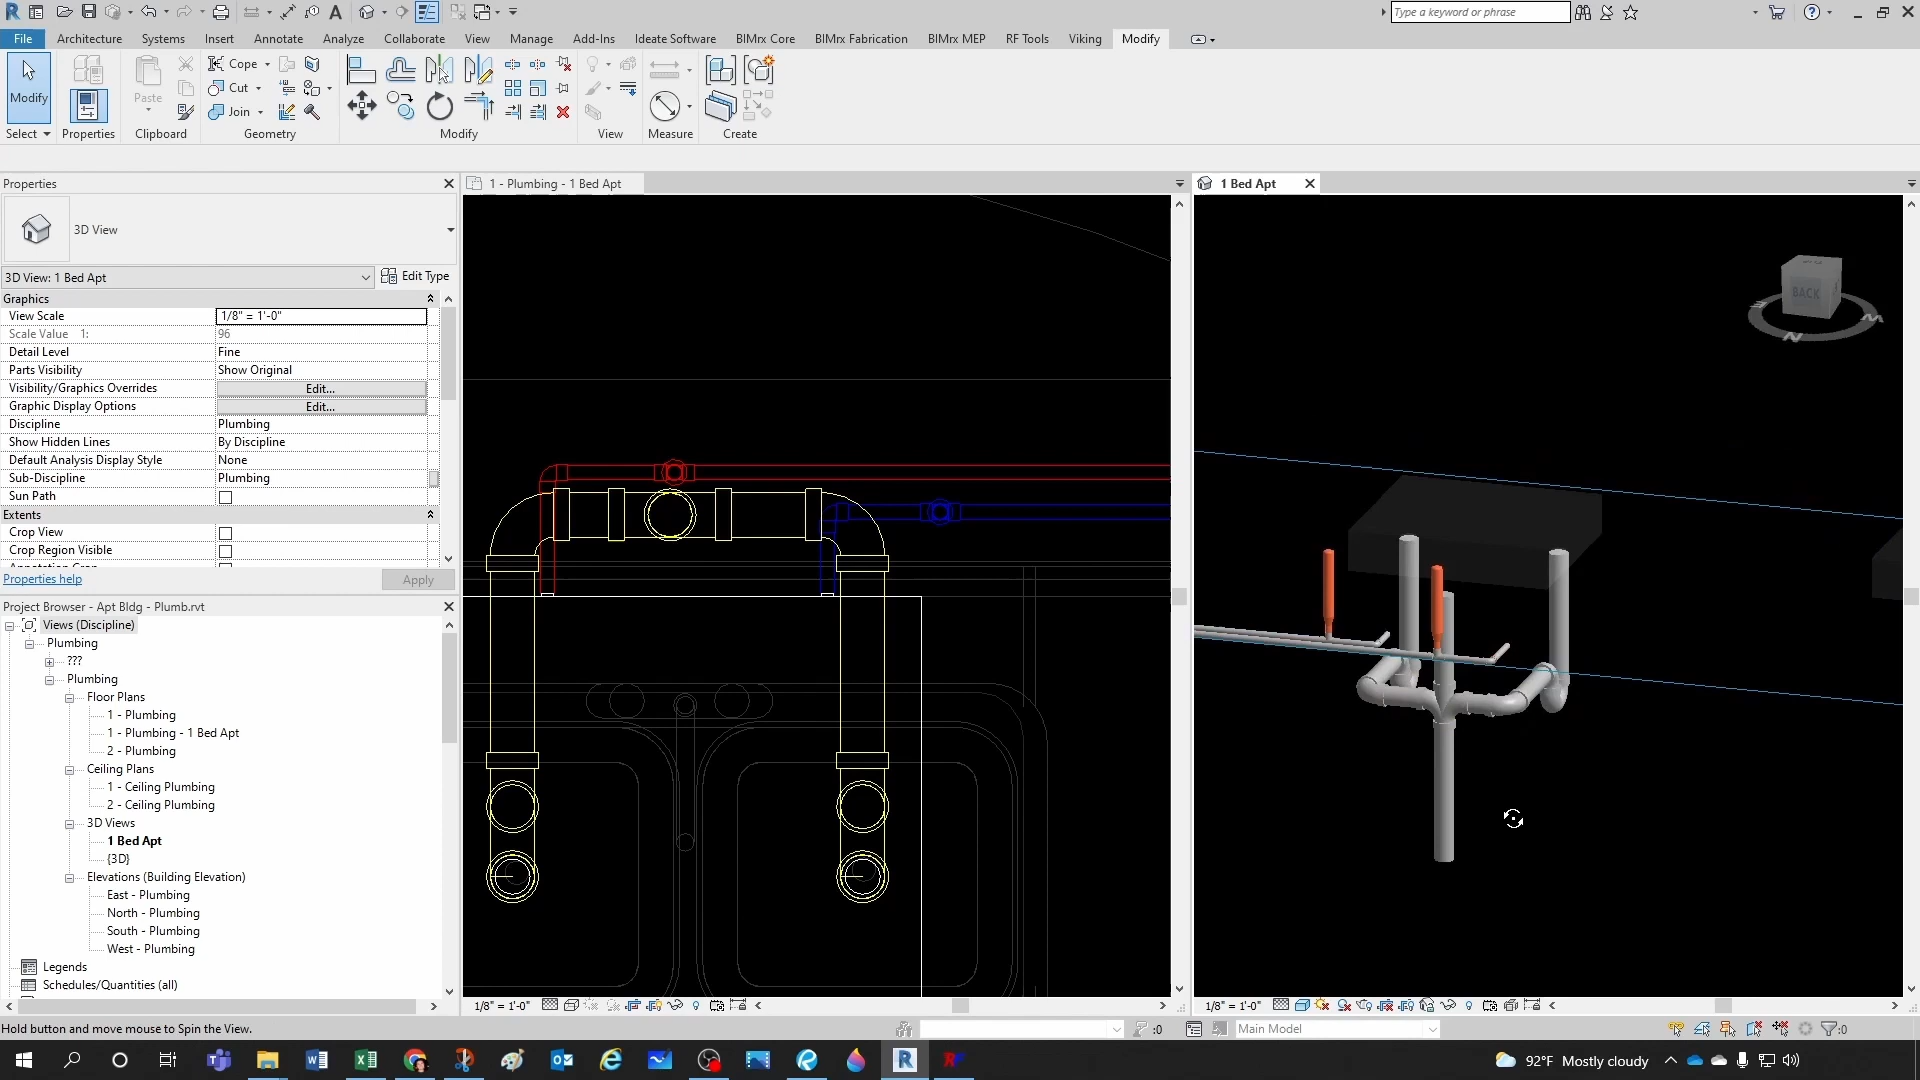 Type a keyword or phrase
File Architecture Systems Insert Annotate Analyze Collaborate View Manage Add-Ins Ideate Software BIMrx Core BIMrx Fabrication BIMrx MEP RF Tools Viking Modify
Cope
Cut
Join
Modify
Paste
Select Properties Clipboard Geometry Modify View Measure Create
Properties
1 - Plumbing - 1 Bed Apt
1 Bed Apt
3D View
3D View: 1 Bed Apt
Edit Type
Graphics
View Scale 1/8" = 1'-0"
Scale Value 1: 96
Detail Level Fine
Parts Visibility Show Original
Visibility/Graphics Overrides Edit...
Graphic Display Options Edit...
Discipline Plumbing
Show Hidden Lines By Discipline
Default Analysis Display Style None
Sub-Discipline Plumbing
Sun Path
Extents
Crop View
Crop Region Visible
Properties help
Apply
BACK
N
Project Browser - Apt Bldg - Plumb.rvt
Views (Discipline)
Plumbing
???
Plumbing
Floor Plans
1 - Plumbing
1 - Plumbing - 1 Bed Apt
2 - Plumbing
Ceiling Plans
1 - Ceiling Plumbing
2 - Ceiling Plumbing
3D Views
1 Bed Apt
{3D}
Elevations (Building Elevation)
East - Plumbing
North - Plumbing
South - Plumbing
West - Plumbing
Legends
Schedules/Quantities (all)
1/8" = 1'-0"
1/8" = 1'-0"
Hold button and move mouse to Spin the View.
:0
Main Model
:0
92°F Mostly cloudy